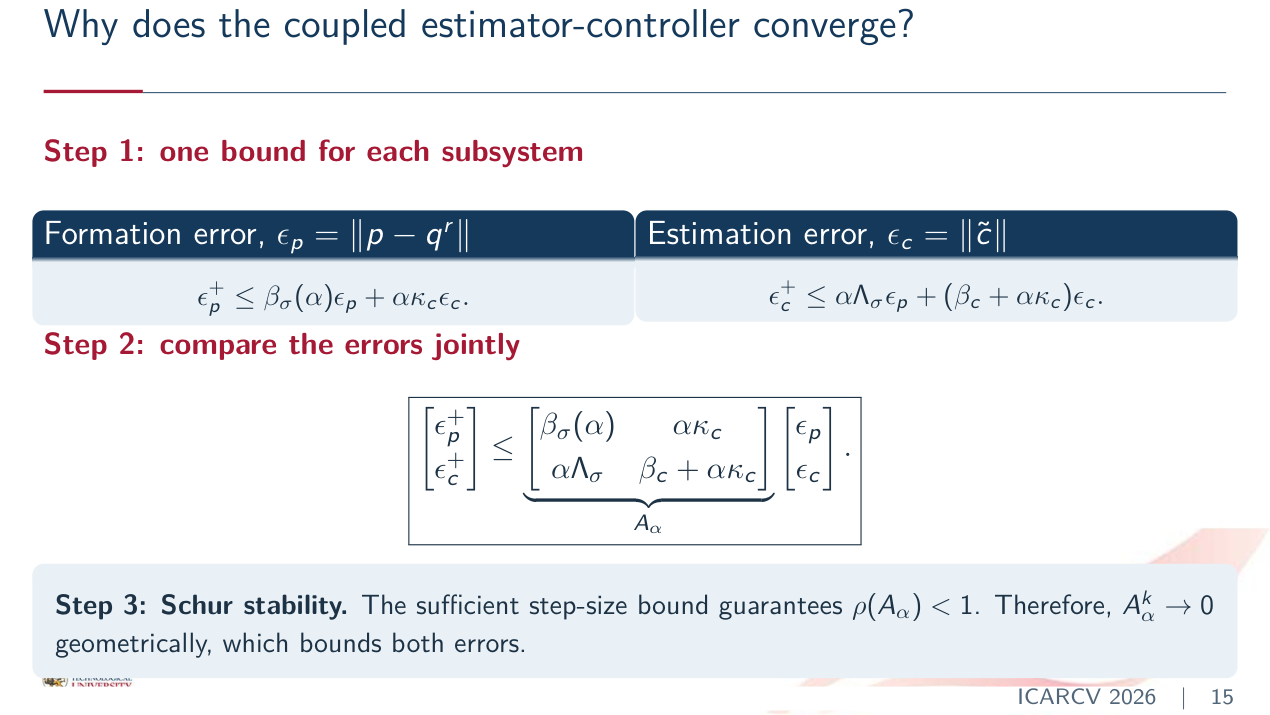 Why does the coupled estimator-controller converge?
Step 1: one bound for each subsystem
Formation error, ϵ_p = ‖p − q^r‖
ϵ_p^+ ≤ β_σ(α)ϵ_p + ακ_cϵ_c.
Estimation error, ϵ_c = ‖c̃‖
ϵ_c^+ ≤ αΛ_σϵ_p + (β_c + ακ_c)ϵ_c.
Step 2: compare the errors jointly
[ϵ_p^+; ϵ_c^+] ≤ [β_σ(α) ακ_c; αΛ_σ β_c + ακ_c] [ϵ_p; ϵ_c].
A_α
Step 3: Schur stability. The sufficient step-size bound guarantees ρ(A_α) < 1. Therefore, A_α^k → 0
geometrically, which bounds both errors.
UNIVERSITY
ICARCV 2026 | 15